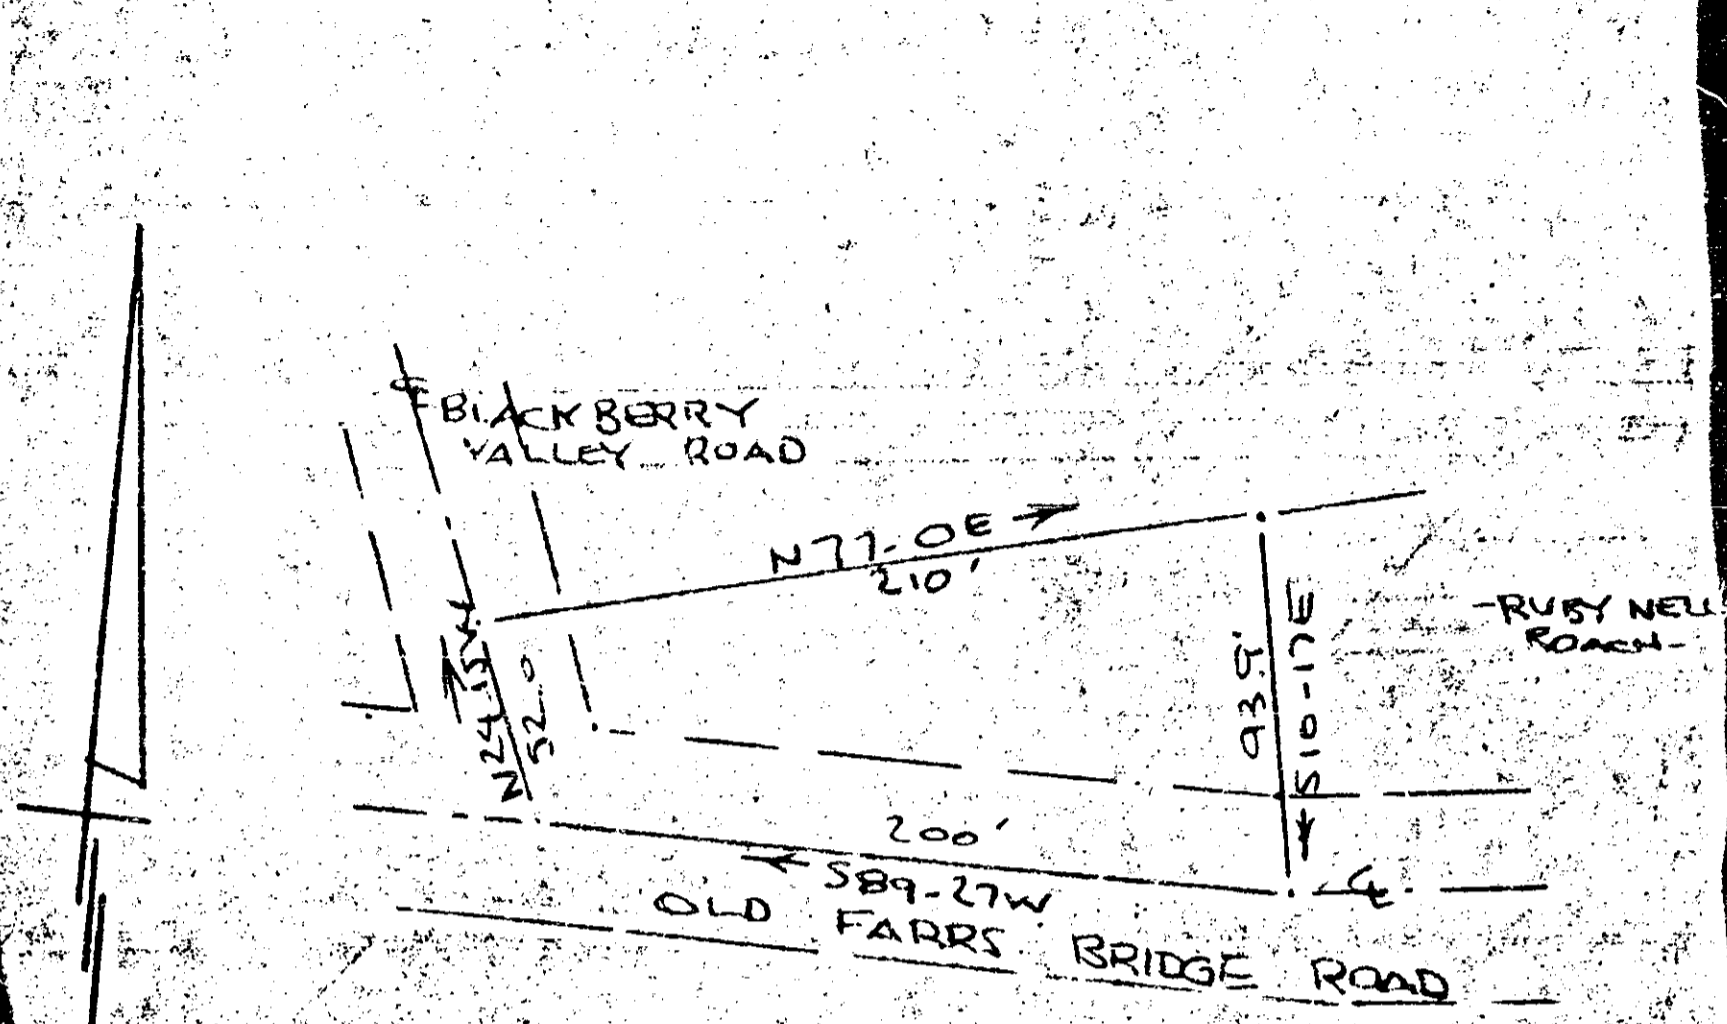 ℄ BLACKBERRY
VALLEY ROAD
N77-0E
210'
-RUBY NELL
ROACH-
93.5'
S10-17E
N24-15W
52.0
200'
S89-27W
℄
OLD FARRS BRIDGE ROAD